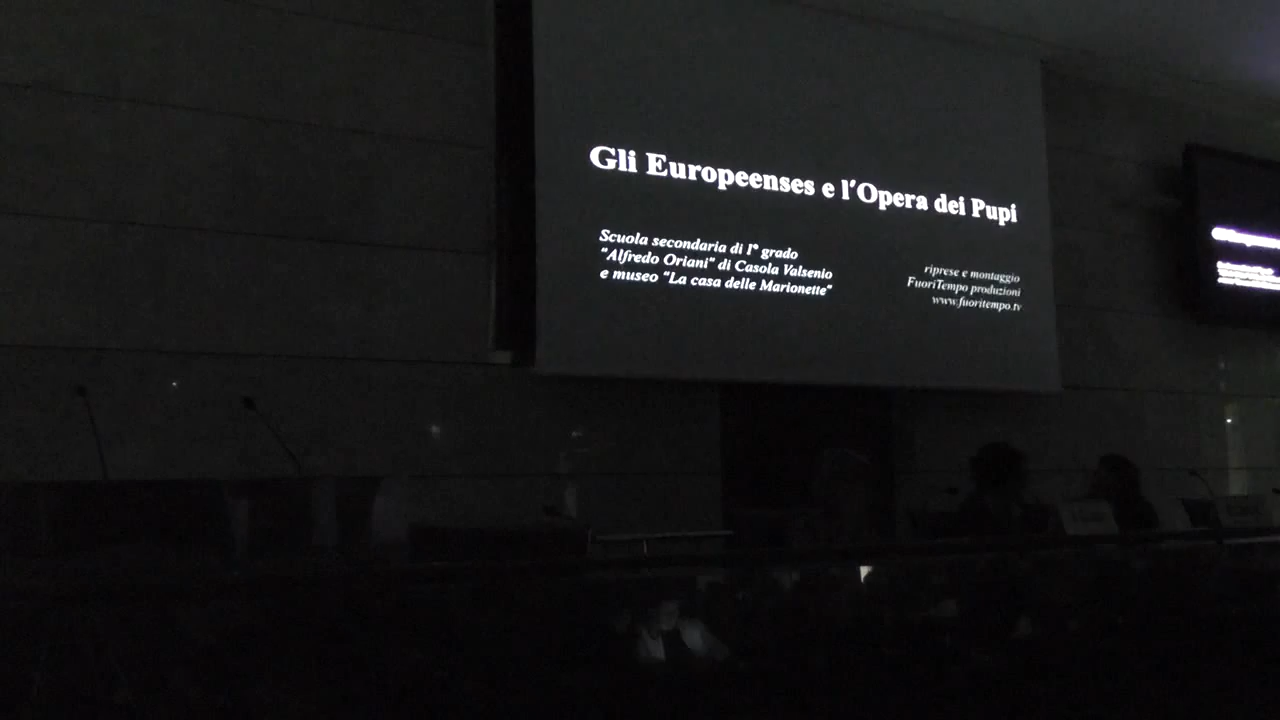 Gli Europeenses e l'Opera dei Pupi
Scuola secondaria di I° grado
"Alfredo Oriani" di Casola Valsenio
e museo "La casa delle Marionette"
riprese e montaggio
FuoriTempo produzioni
www.fuoritempo.tv